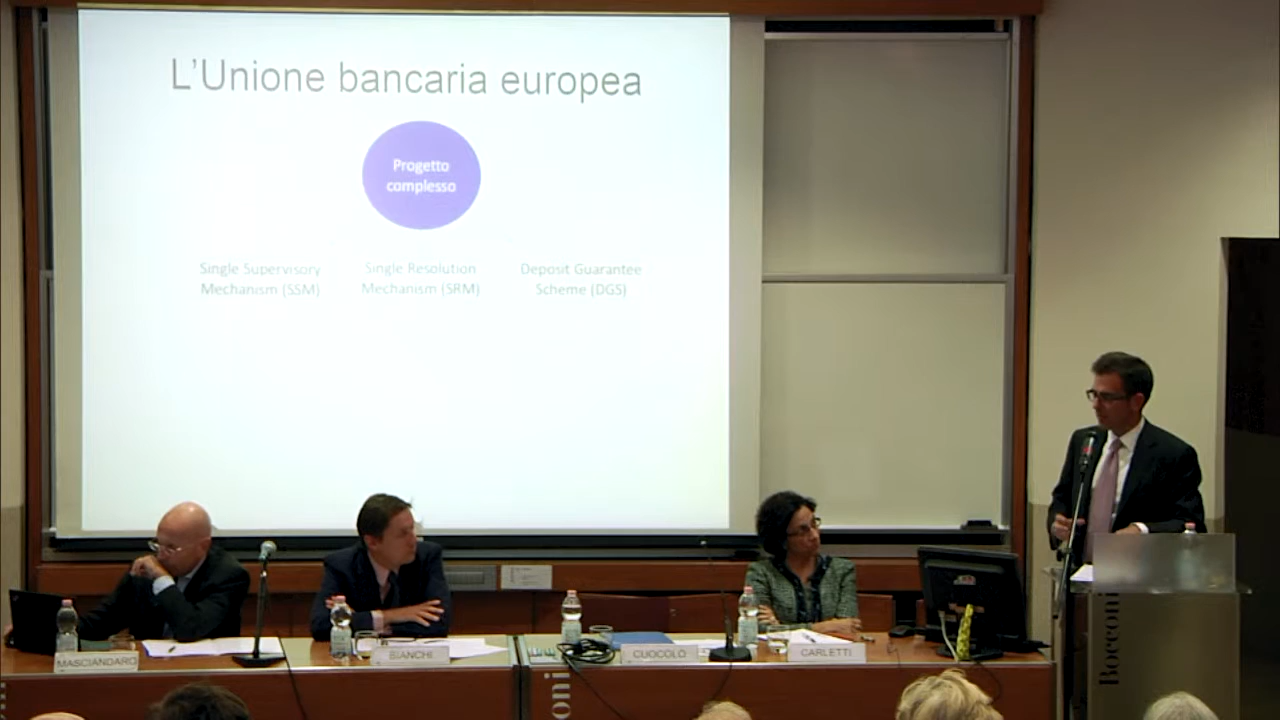 L'Unione bancaria europea
Progetto
complesso
Single Supervisory
Mechanism (SSM)
Single Resolution
Mechanism (SRM)
Deposit Guarantee
Scheme (DGS)
MASCIANDARO
BIANCHI
CUOCOLO
CARLETTI
Bocconi
oni